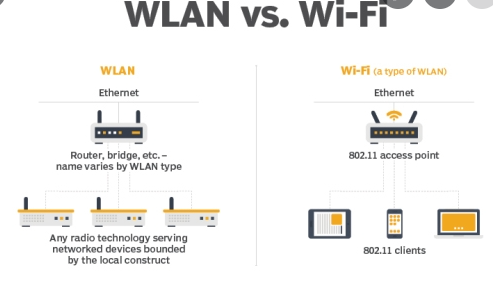 WLAN vs. Wi-Fi
WLAN
Ethernet
Router, bridge, etc. –
name varies by WLAN type
Any radio technology serving
networked devices bounded
by the local construct
Wi-Fi (a type of WLAN)
Ethernet
802.11 access point
802.11 clients